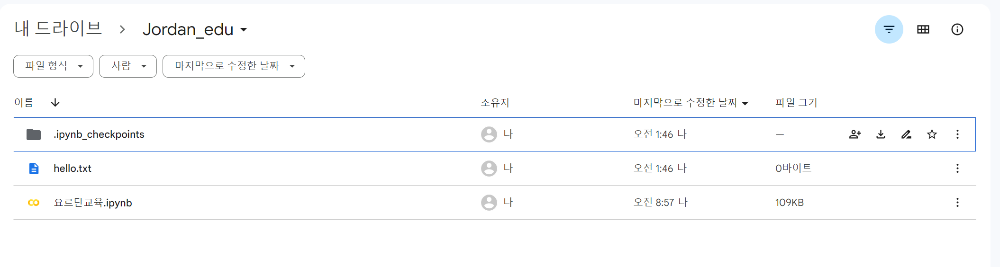 내 드라이브 > Jordan_edu
파일 형식 사람 마지막으로 수정한 날짜
이름 소유자 마지막으로 수정한 날짜 파일 크기
.ipynb_checkpoints 나 오전 1:46 나 —
hello.txt 나 오전 1:46 나 0바이트
요르단교육.ipynb 나 오전 8:57 나 109KB